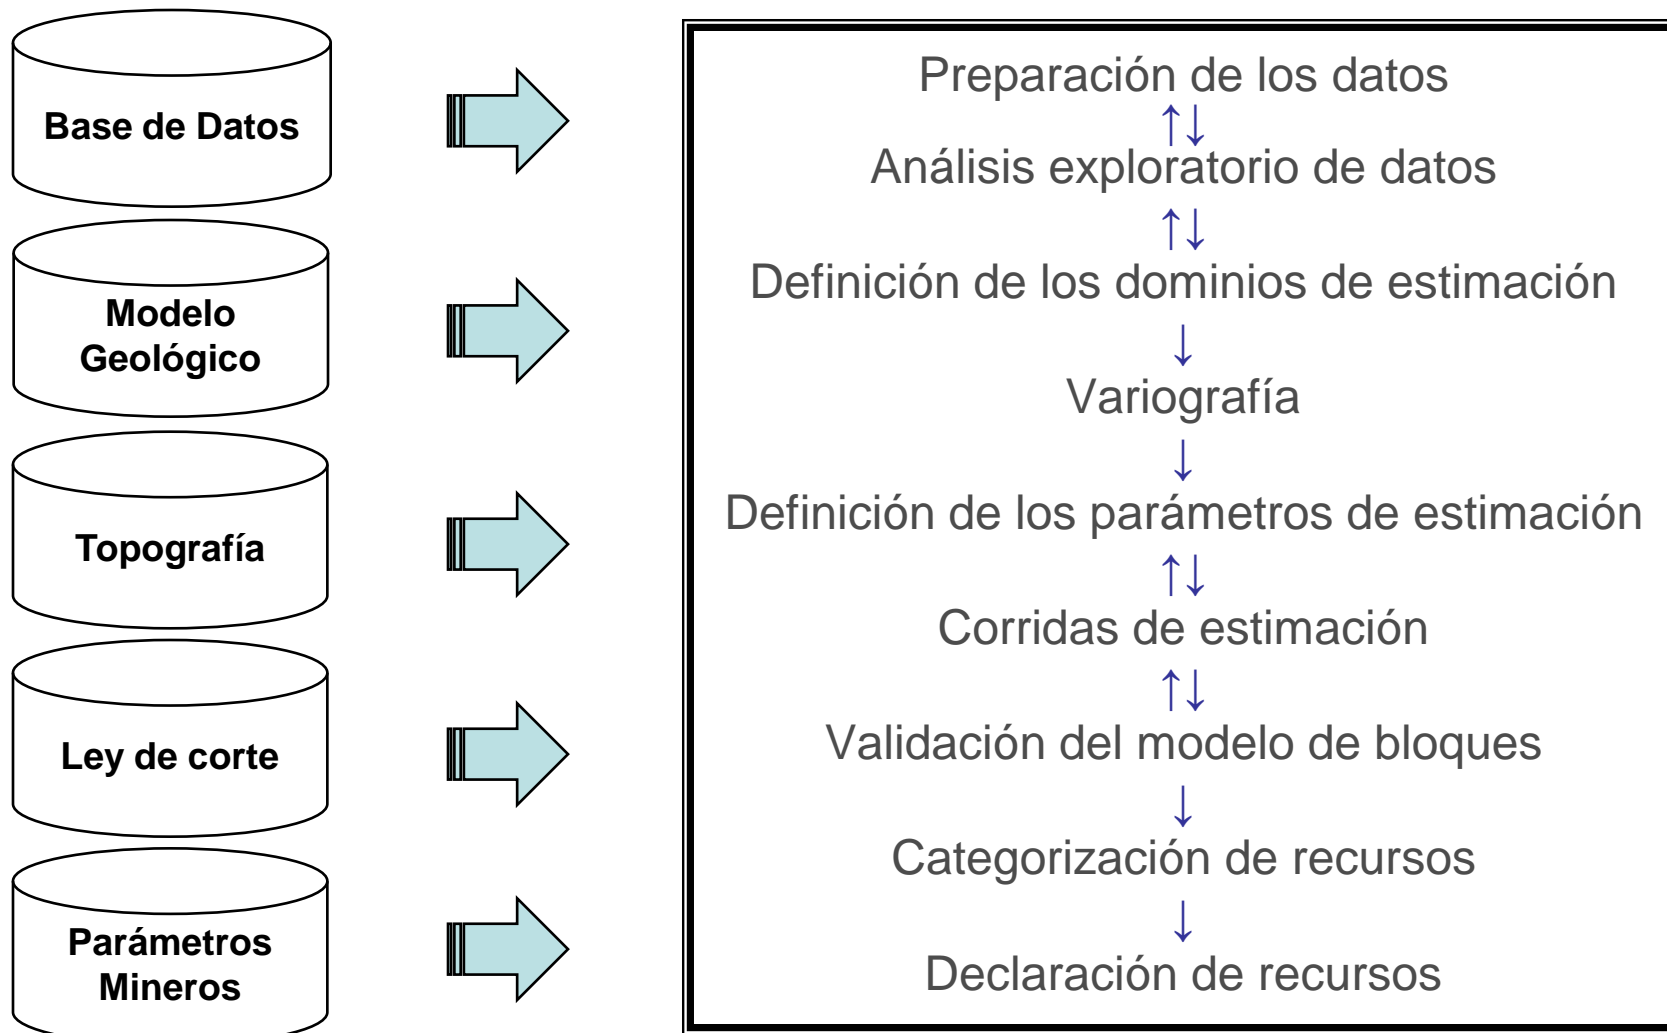 Base de Datos
Modelo
Geológico
Topografía
Ley de corte
Parámetros
Mineros
Preparación de los datos
↑↓
Análisis exploratorio de datos
↑↓
Definición de los dominios de estimación
↓
Variografía
↓
Definición de los parámetros de estimación
↑↓
Corridas de estimación
↑↓
Validación del modelo de bloques
↓
Categorización de recursos
↓
Declaración de recursos